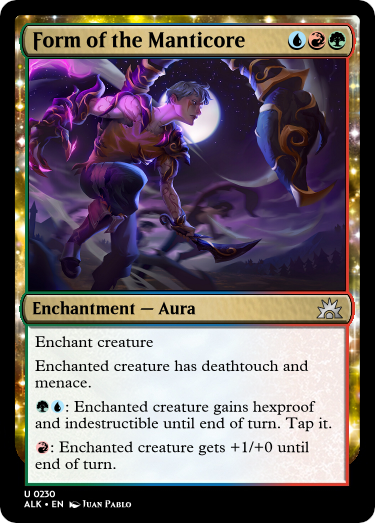 Form of the Manticore
Enchantment — Aura
Enchant creature
Enchanted creature has deathtouch and
menace.
: Enchanted creature gains hexproof
and indestructible until end of turn. Tap it.
: Enchanted creature gets +1/+0 until
end of turn.
U 0230
ALK • EN Juan Pablo